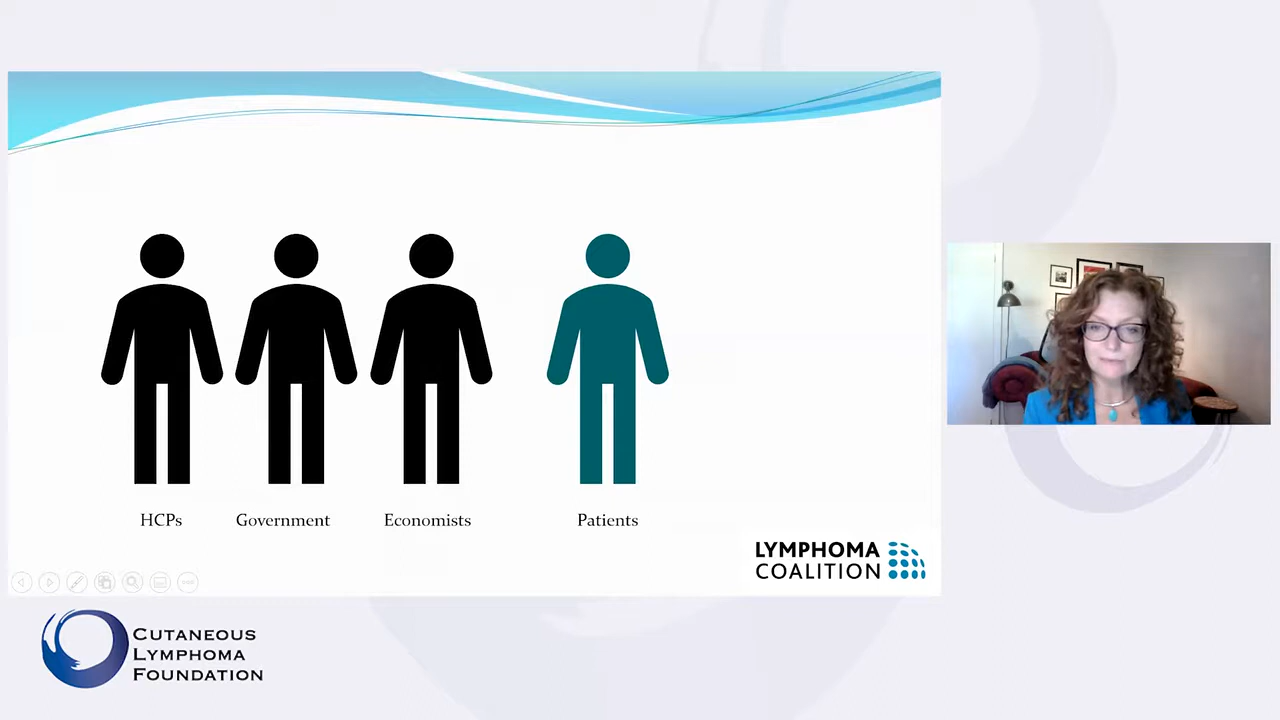 HCPs
Government
Economists
Patients
LYMPHOMA
COALITION
CUTANEOUS
LYMPHOMA
FOUNDATION